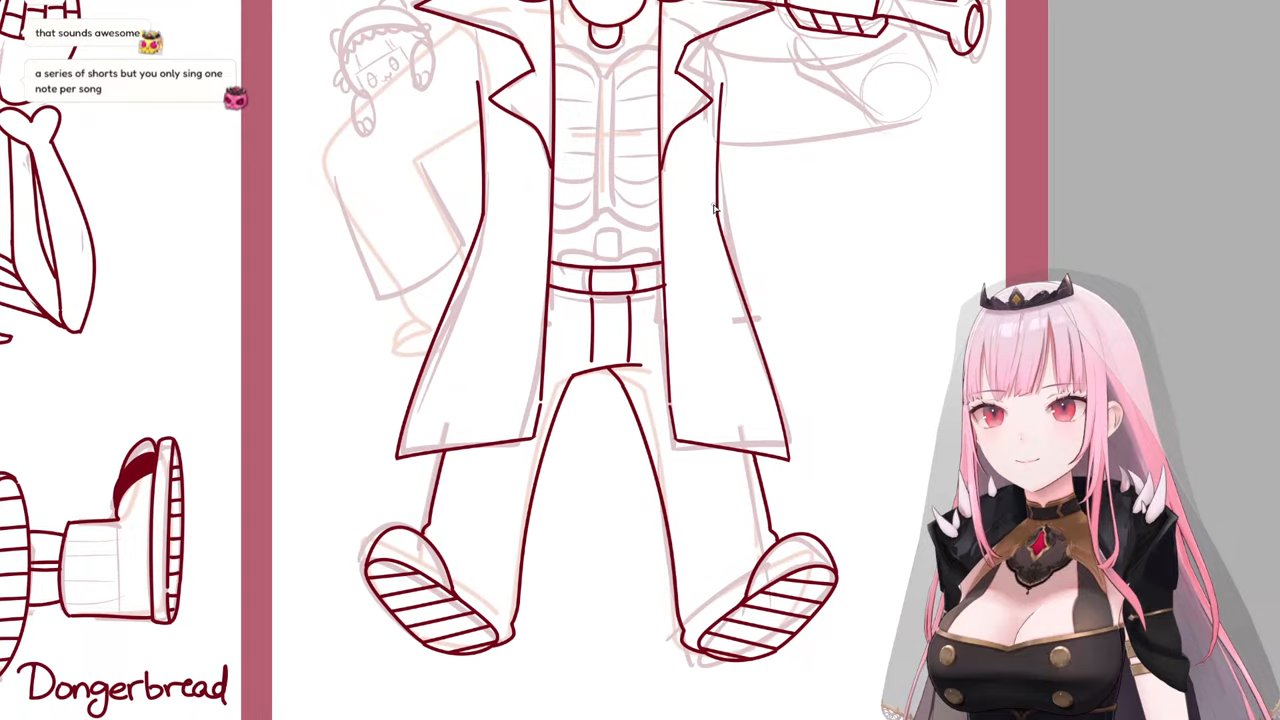 that sounds awesome
a series of shorts but you only sing one
note per song
Dongerbread